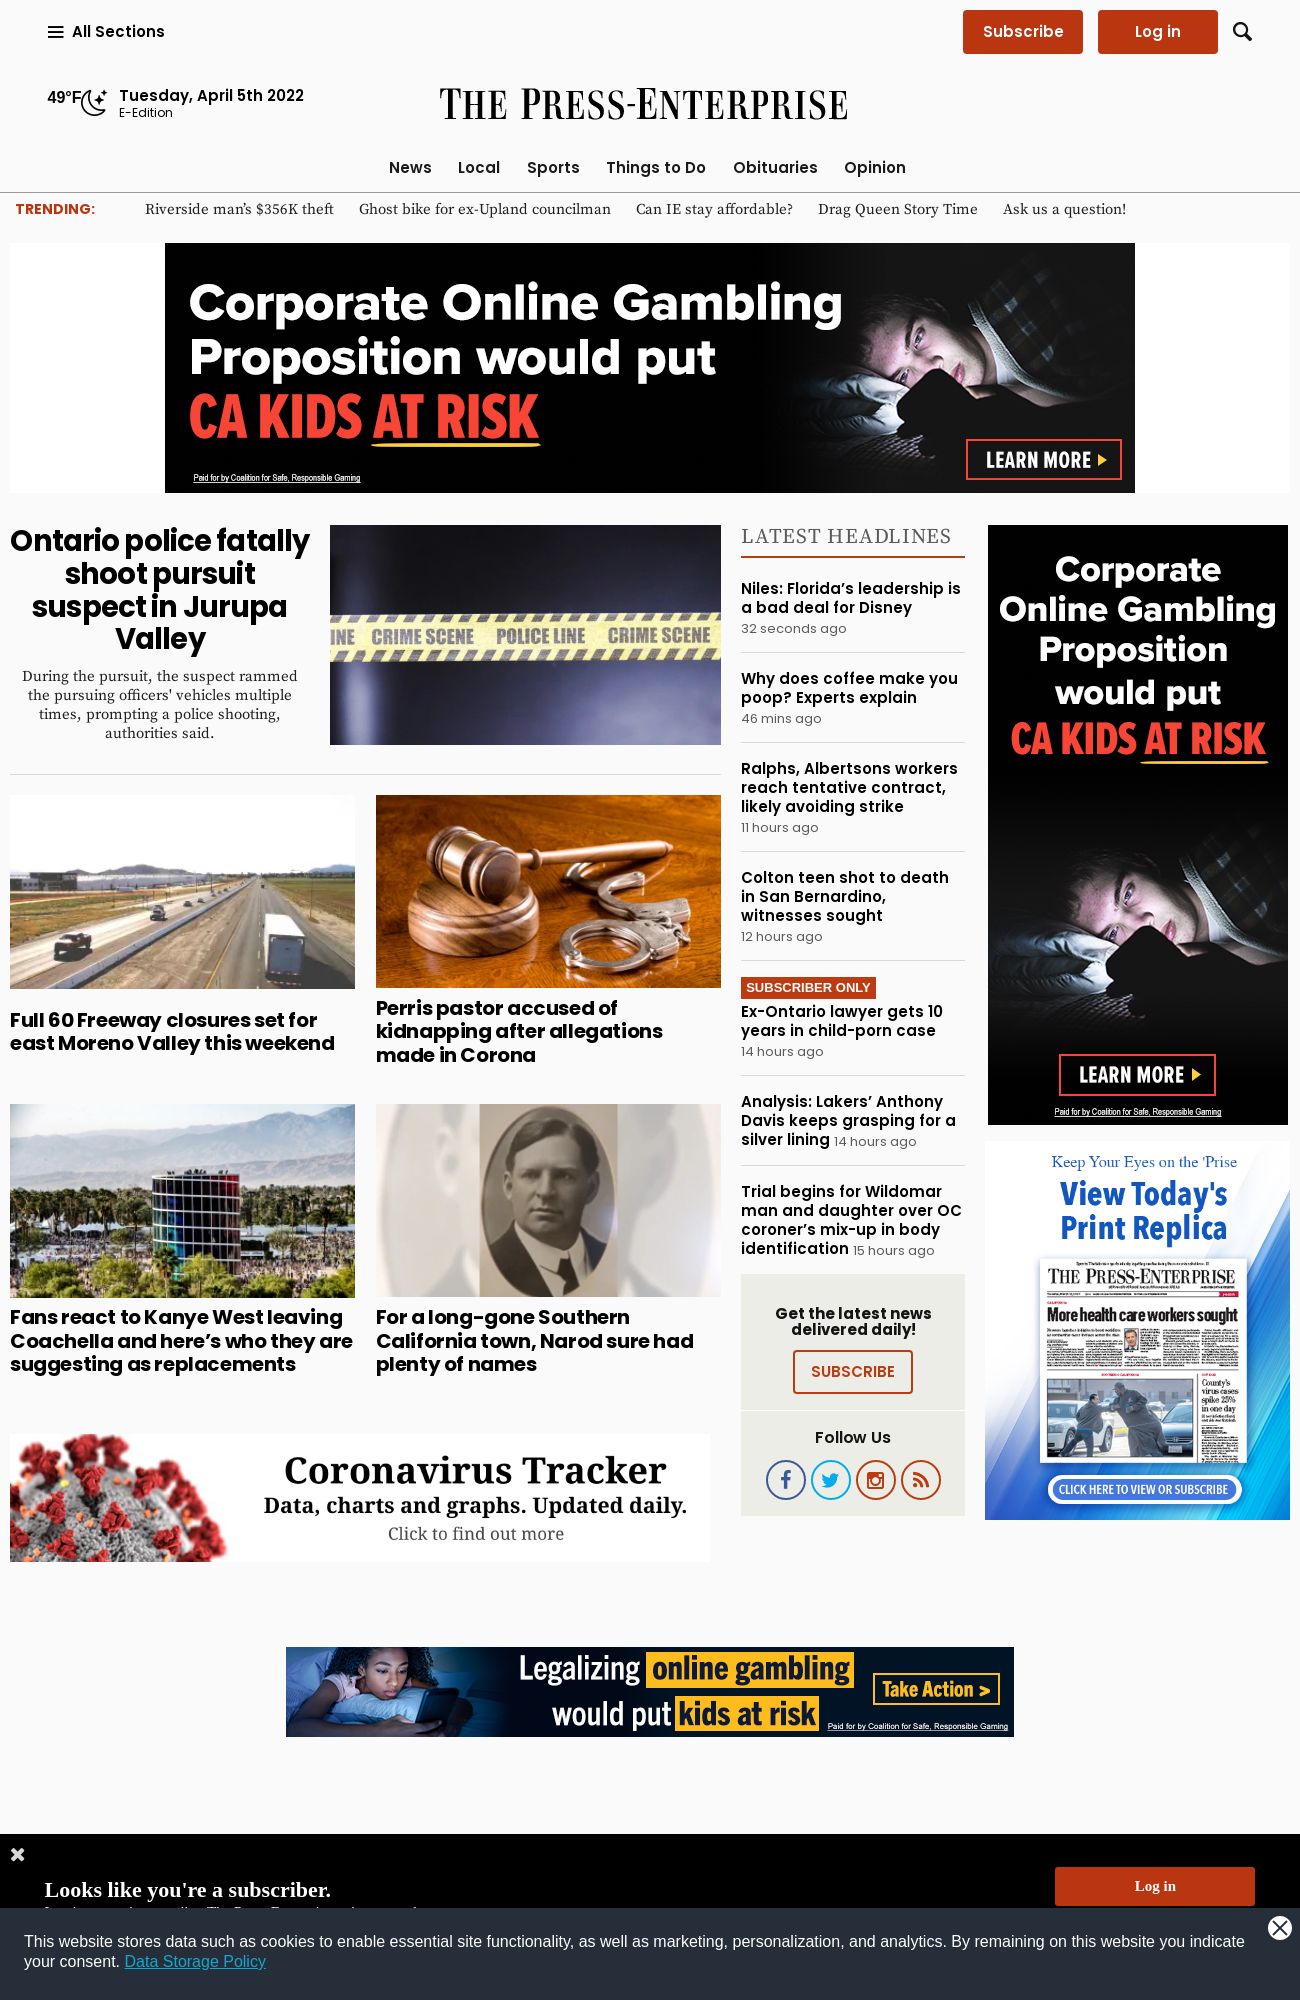 All Sections
Subscribe
Log in
49°F
Tuesday, April 5th 2022
E-Edition
THE PRESS-ENTERPRISE
News Local Sports Things to Do Obituaries Opinion
TRENDING: Riverside man’s $356K theft Ghost bike for ex-Upland councilman Can IE stay affordable? Drag Queen Story Time Ask us a question!
Corporate Online Gambling
Proposition would put
CA KIDS AT RISK
LEARN MORE
Paid for by Coalition for Safe, Responsible Gaming
Ontario police fatally
shoot pursuit
suspect in Jurupa
Valley
During the pursuit, the suspect rammed
the pursuing officers' vehicles multiple
times, prompting a police shooting,
authorities said.
INE CRIME SCENE POLICE LINE CRIME SCENE
Full 60 Freeway closures set for
east Moreno Valley this weekend
Perris pastor accused of
kidnapping after allegations
made in Corona
Fans react to Kanye West leaving
Coachella and here’s who they are
suggesting as replacements
For a long-gone Southern
California town, Narod sure had
plenty of names
Coronavirus Tracker
Data, charts and graphs. Updated daily.
Click to find out more
LATEST HEADLINES
Niles: Florida’s leadership is
a bad deal for Disney
32 seconds ago
Why does coffee make you
poop? Experts explain
46 mins ago
Ralphs, Albertsons workers
reach tentative contract,
likely avoiding strike
11 hours ago
Colton teen shot to death
in San Bernardino,
witnesses sought
12 hours ago
SUBSCRIBER ONLY
Ex-Ontario lawyer gets 10
years in child-porn case
14 hours ago
Analysis: Lakers’ Anthony
Davis keeps grasping for a
silver lining 14 hours ago
Trial begins for Wildomar
man and daughter over OC
coroner’s mix-up in body
identification 15 hours ago
Get the latest news
delivered daily!
SUBSCRIBE
Follow Us
Corporate
Online Gambling
Proposition
would put
CA KIDS AT RISK
LEARN MORE
Paid for by Coalition for Safe, Responsible Gaming
Keep Your Eyes on the 'Prise
View Today's
Print Replica
THE PRESS-ENTERPRISE
More health care workers sought
County's
virus cases
spike 25%
in one day
CLICK HERE TO VIEW OR SUBSCRIBE
Legalizing online gambling
would put kids at risk
Take Action >
Paid for by Coalition for Safe, Responsible Gaming
Looks like you're a subscriber.
Log in
This website stores data such as cookies to enable essential site functionality, as well as marketing, personalization, and analytics. By remaining on this website you indicate
your consent. Data Storage Policy